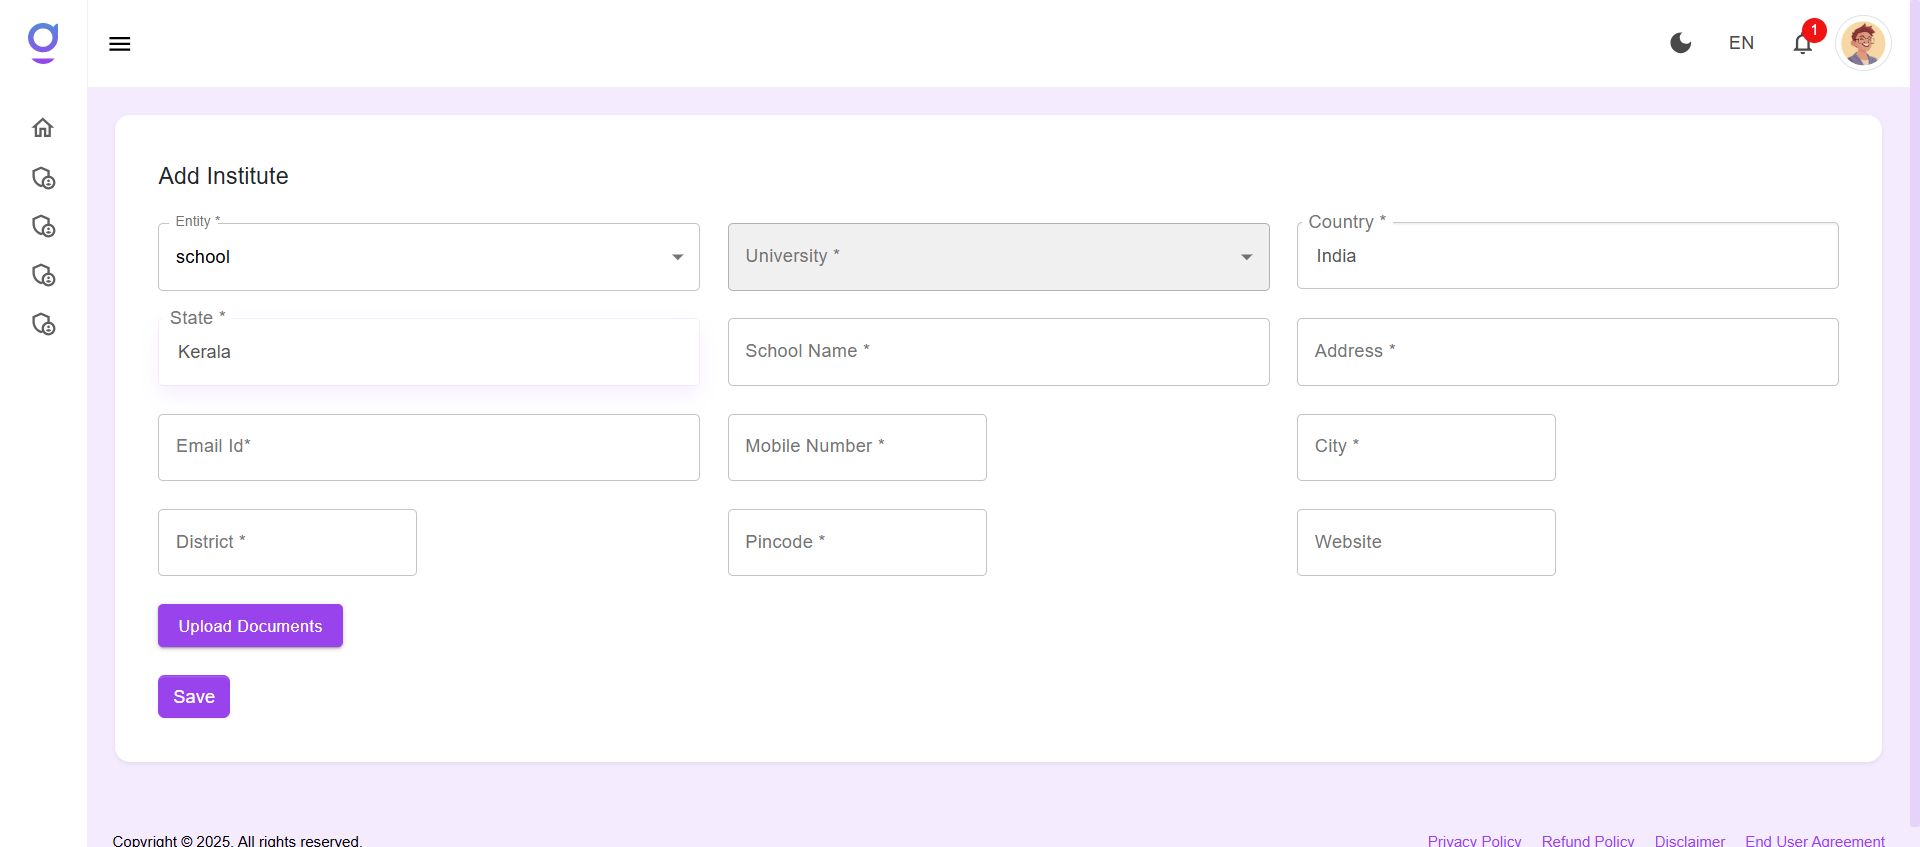 EN
1
Add Institute
Entity *
school
University *
Country *
India
State *
Kerala
School Name *
Address *
Email Id*
Mobile Number *
City *
District *
Pincode *
Website
Upload Documents
Save
Copyright © 2025. All rights reserved.
Privacy Policy Refund Policy Disclaimer End User Agreement